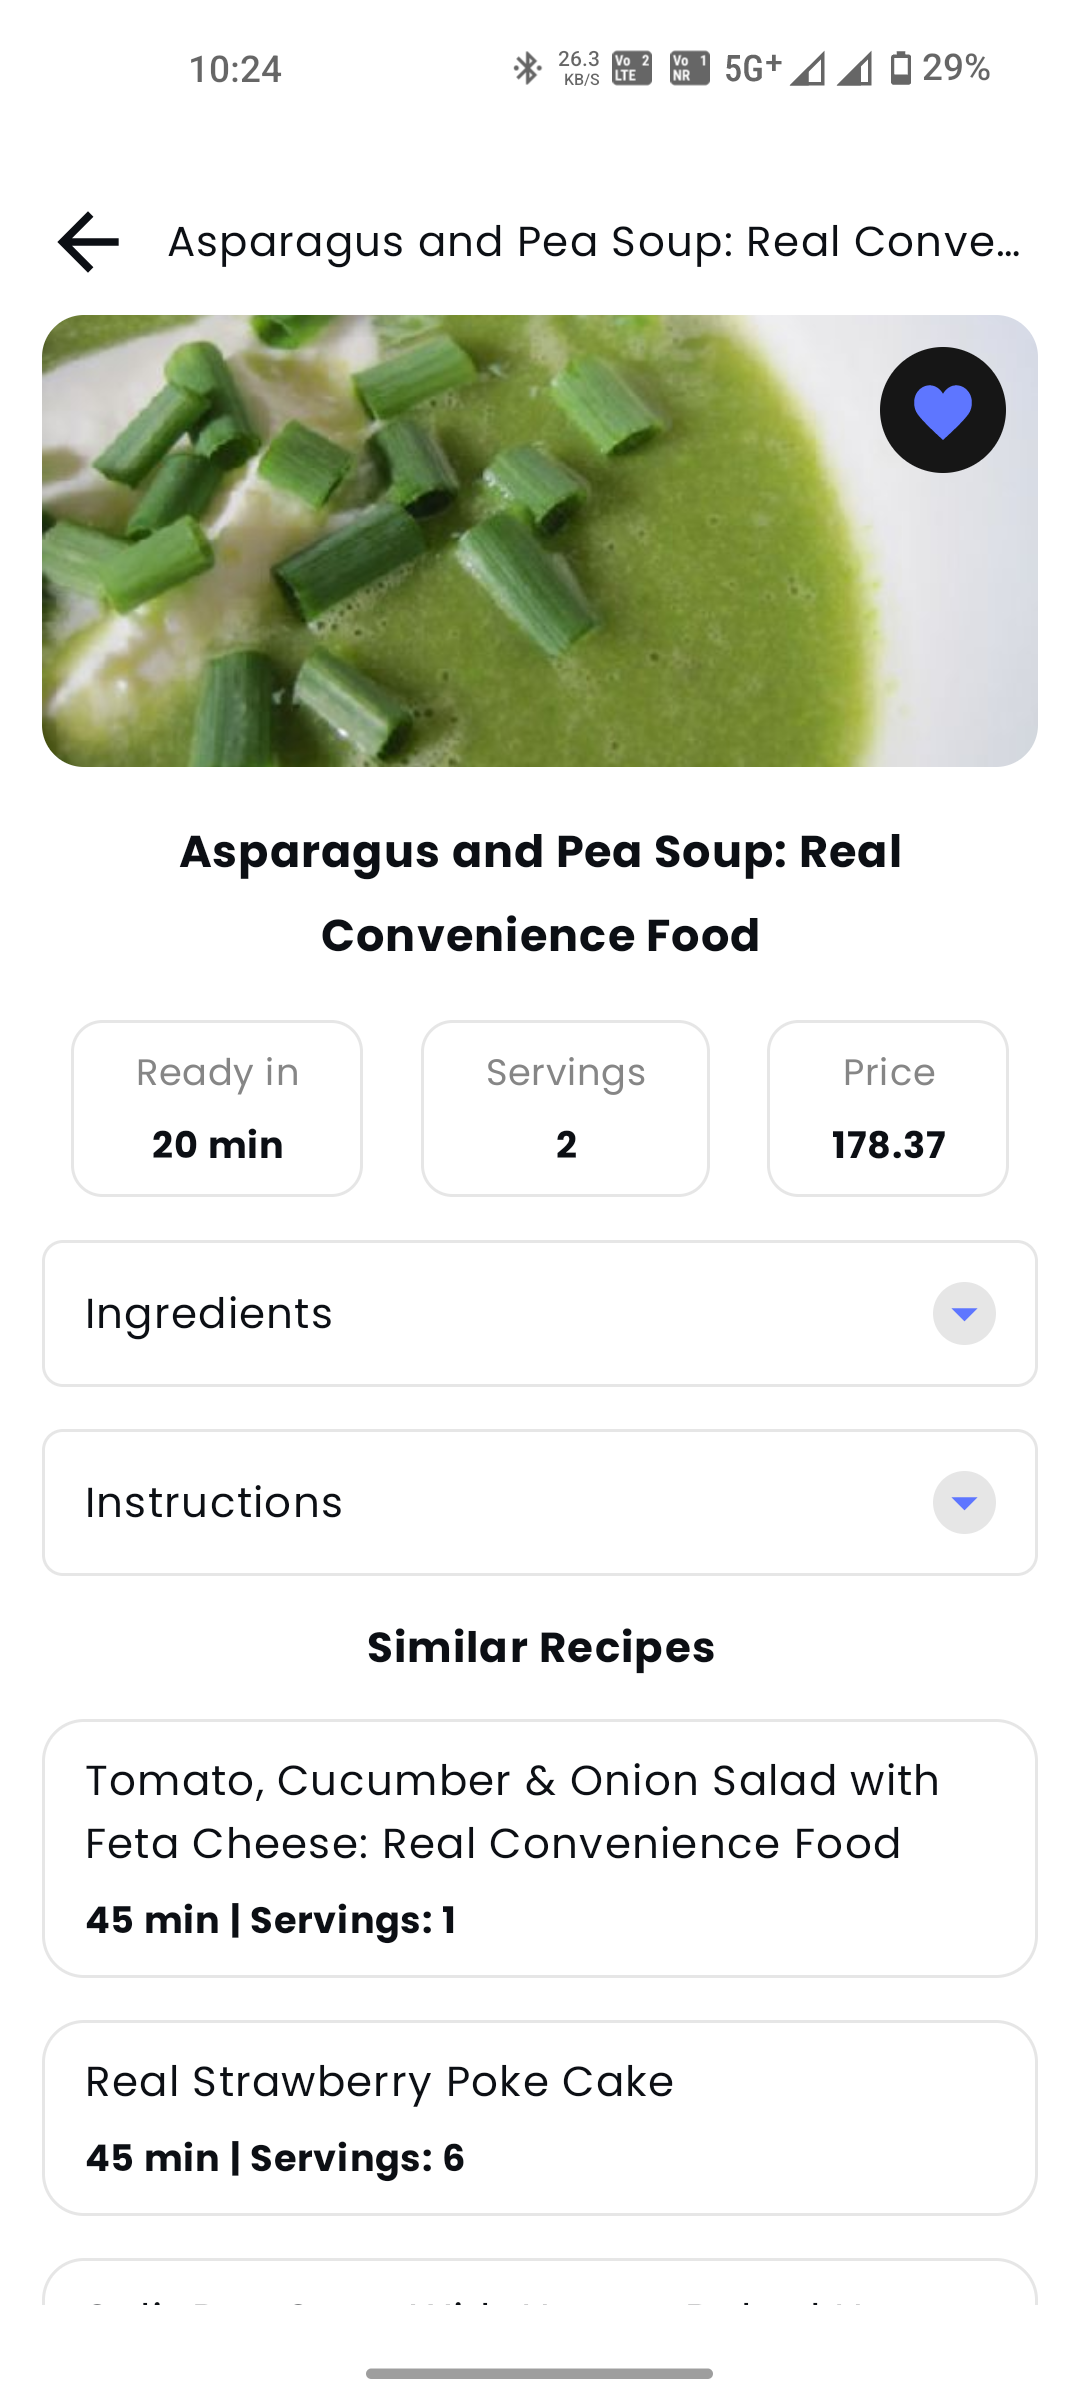 10:24
26.3
KB/S
Vo 2
LTE
Vo 1
NR
5G+
29%
Asparagus and Pea Soup: Real Conve...
Asparagus and Pea Soup: Real
Convenience Food
Ready in
20 min
Servings
2
Price
178.37
Ingredients
Instructions
Similar Recipes
Tomato, Cucumber & Onion Salad with
Feta Cheese: Real Convenience Food
45 min | Servings: 1
Real Strawberry Poke Cake
45 min | Servings: 6